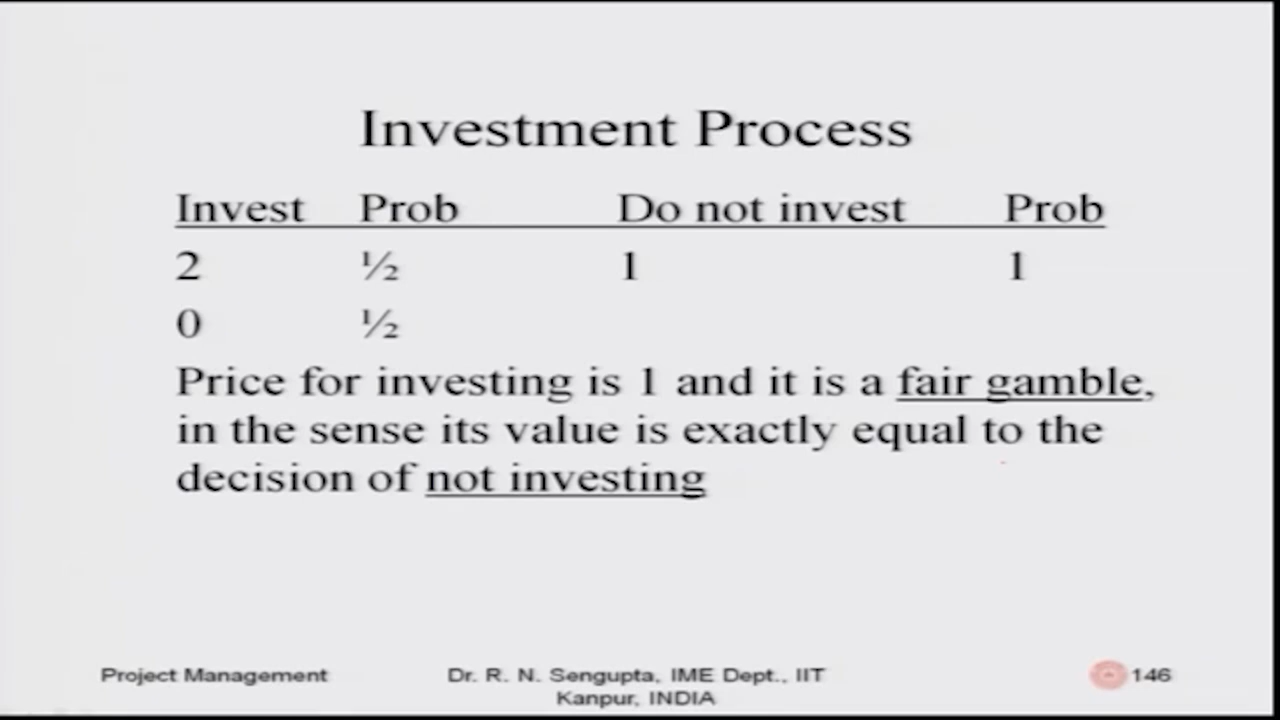 Investment Process
Invest Prob Do not invest Prob
2 ½ 1 1
0 ½
Price for investing is 1 and it is a fair gamble,
in the sense its value is exactly equal to the
decision of not investing
Project Management Dr. R. N. Sengupta, IME Dept., IIT 146
Kanpur, INDIA